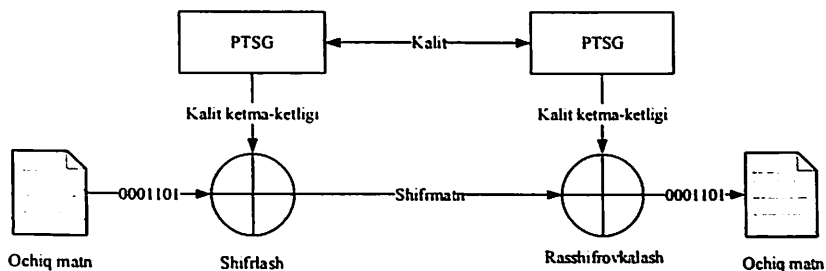 PTSG
Kalit
PTSG
Kalit ketma-ketligi
Kalit ketma-ketligi
0001101
Shifrmatn
0001101
Ochiq matn
Shifrlash
Rasshifrovkalash
Ochiq matn